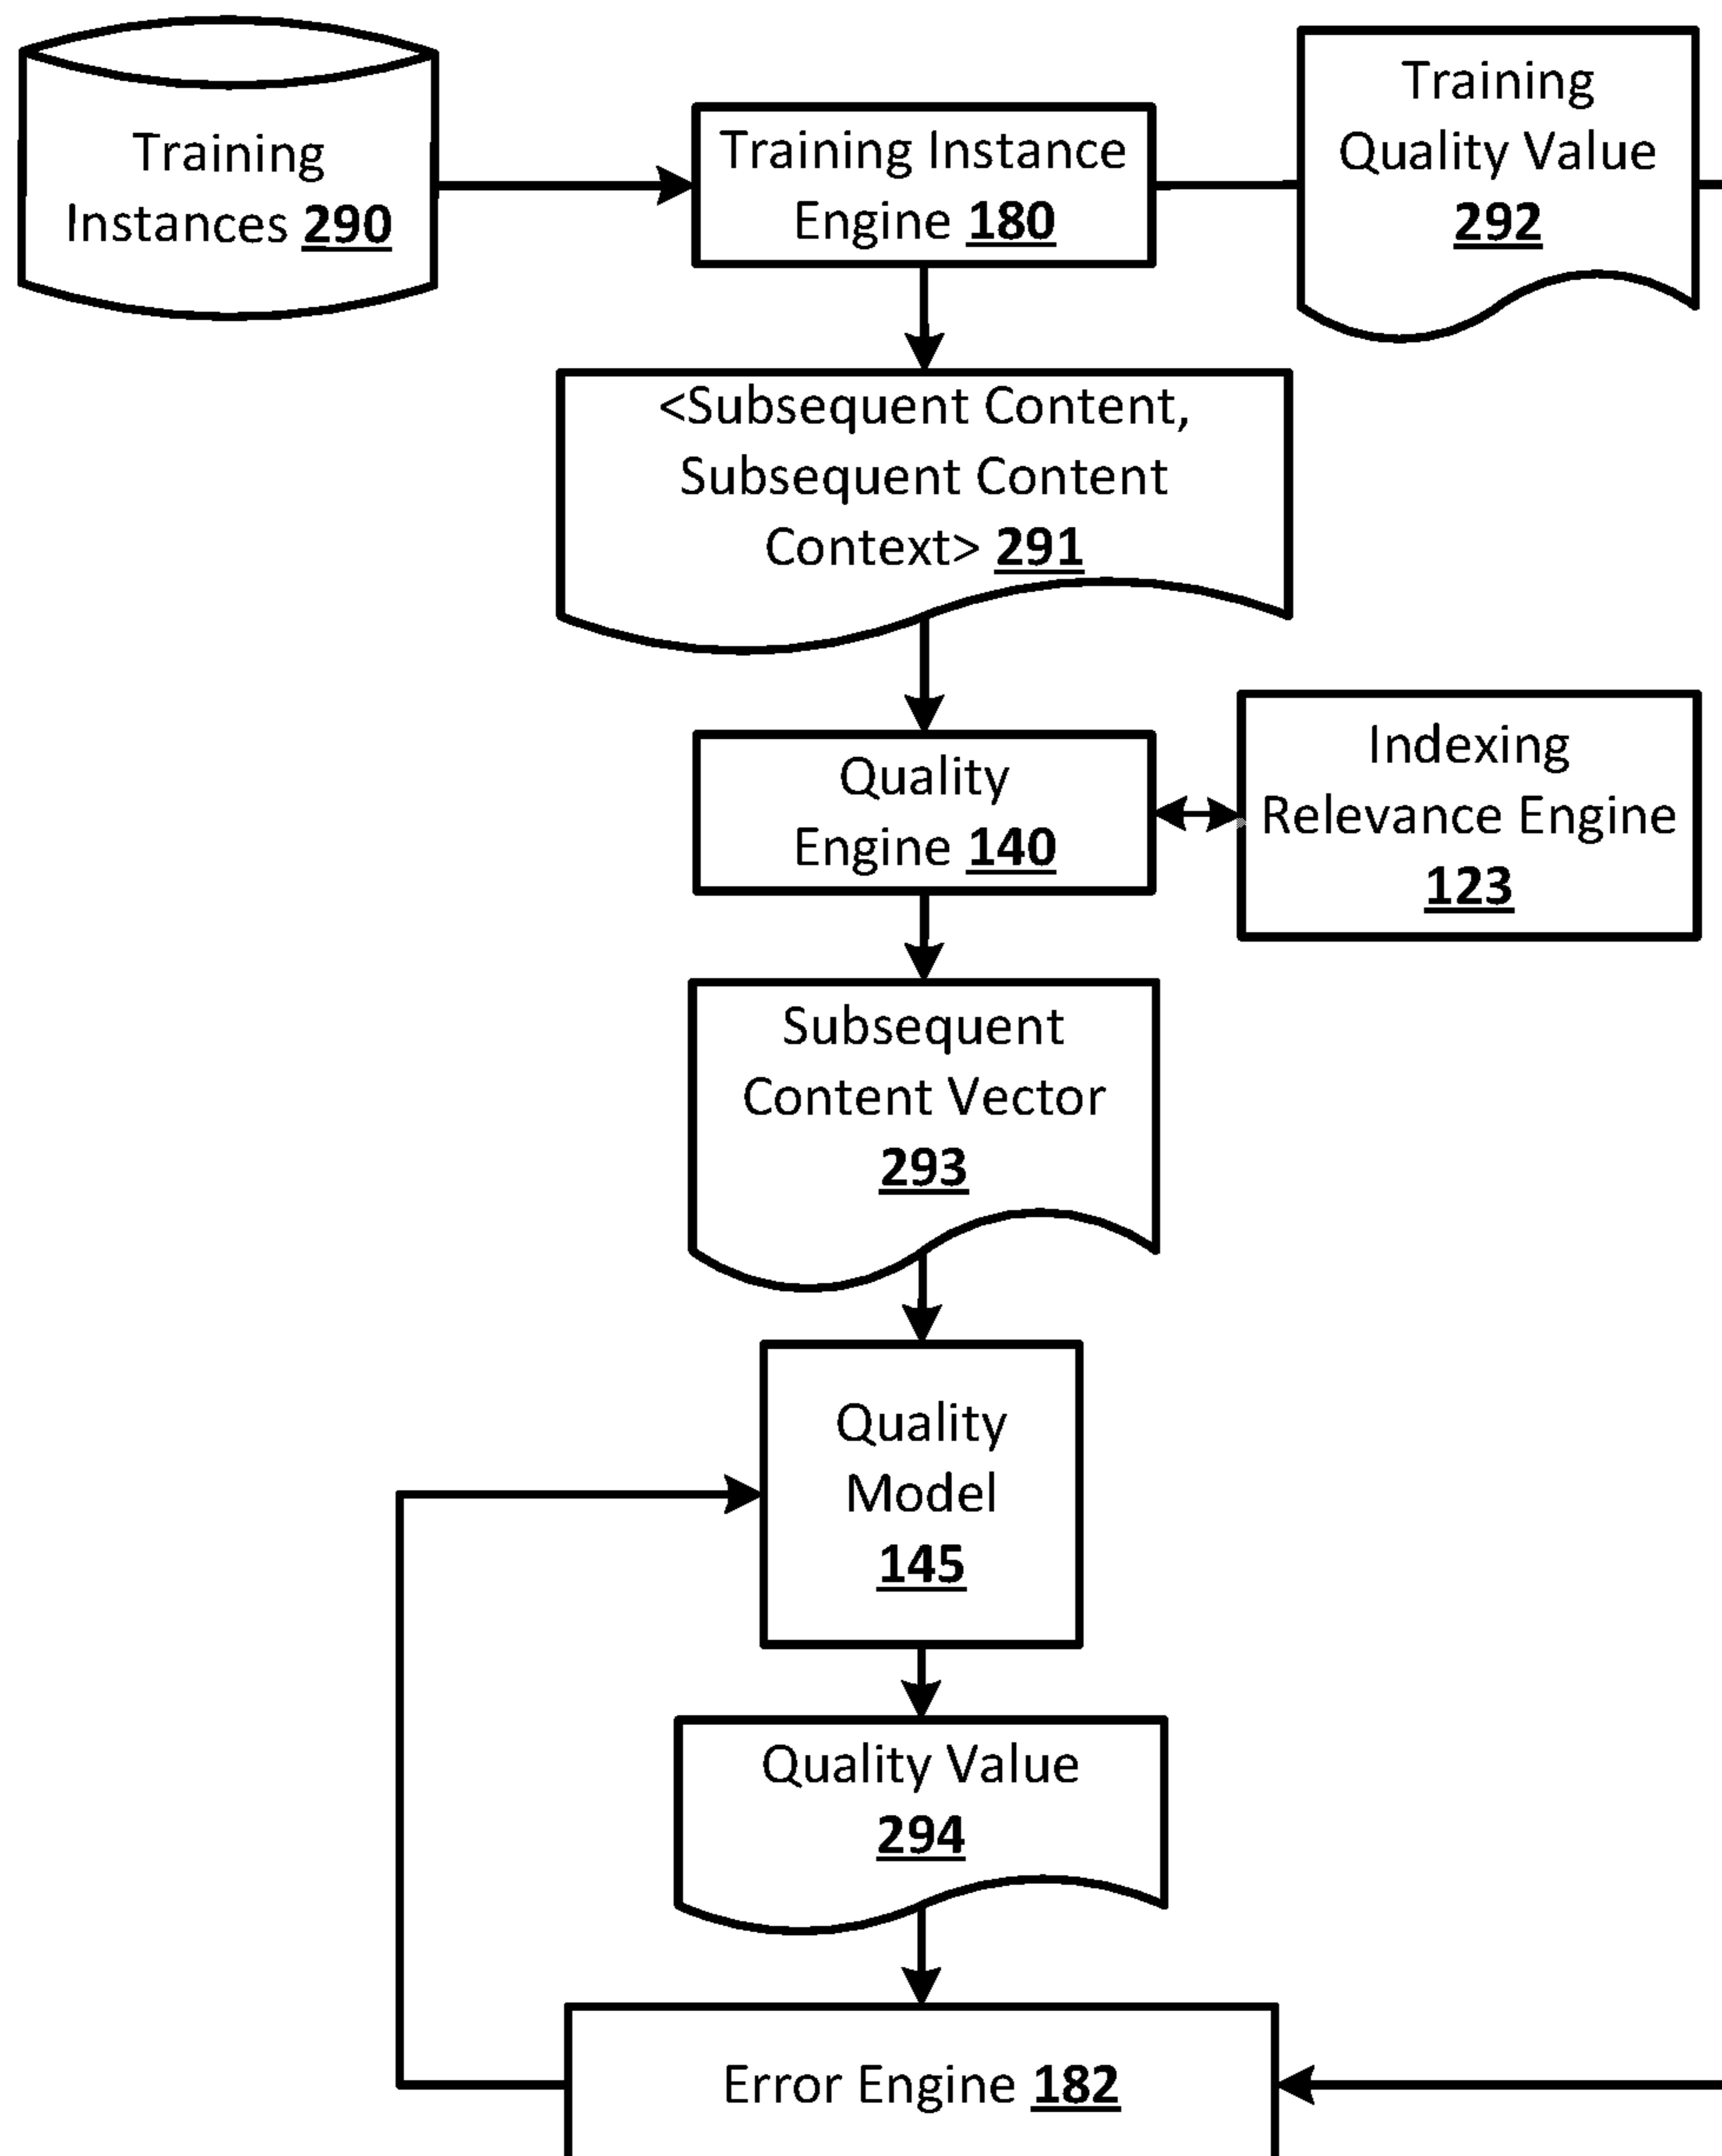 Training
Instances 290
Training Instance
Engine 180
Training
Quality Value
292
<Subsequent Content,
Subsequent Content
Context> 291
Quality
Engine 140
Indexing
Relevance Engine
123
Subsequent
Content Vector
293
Quality
Model
145
Quality Value
294
Error Engine 182